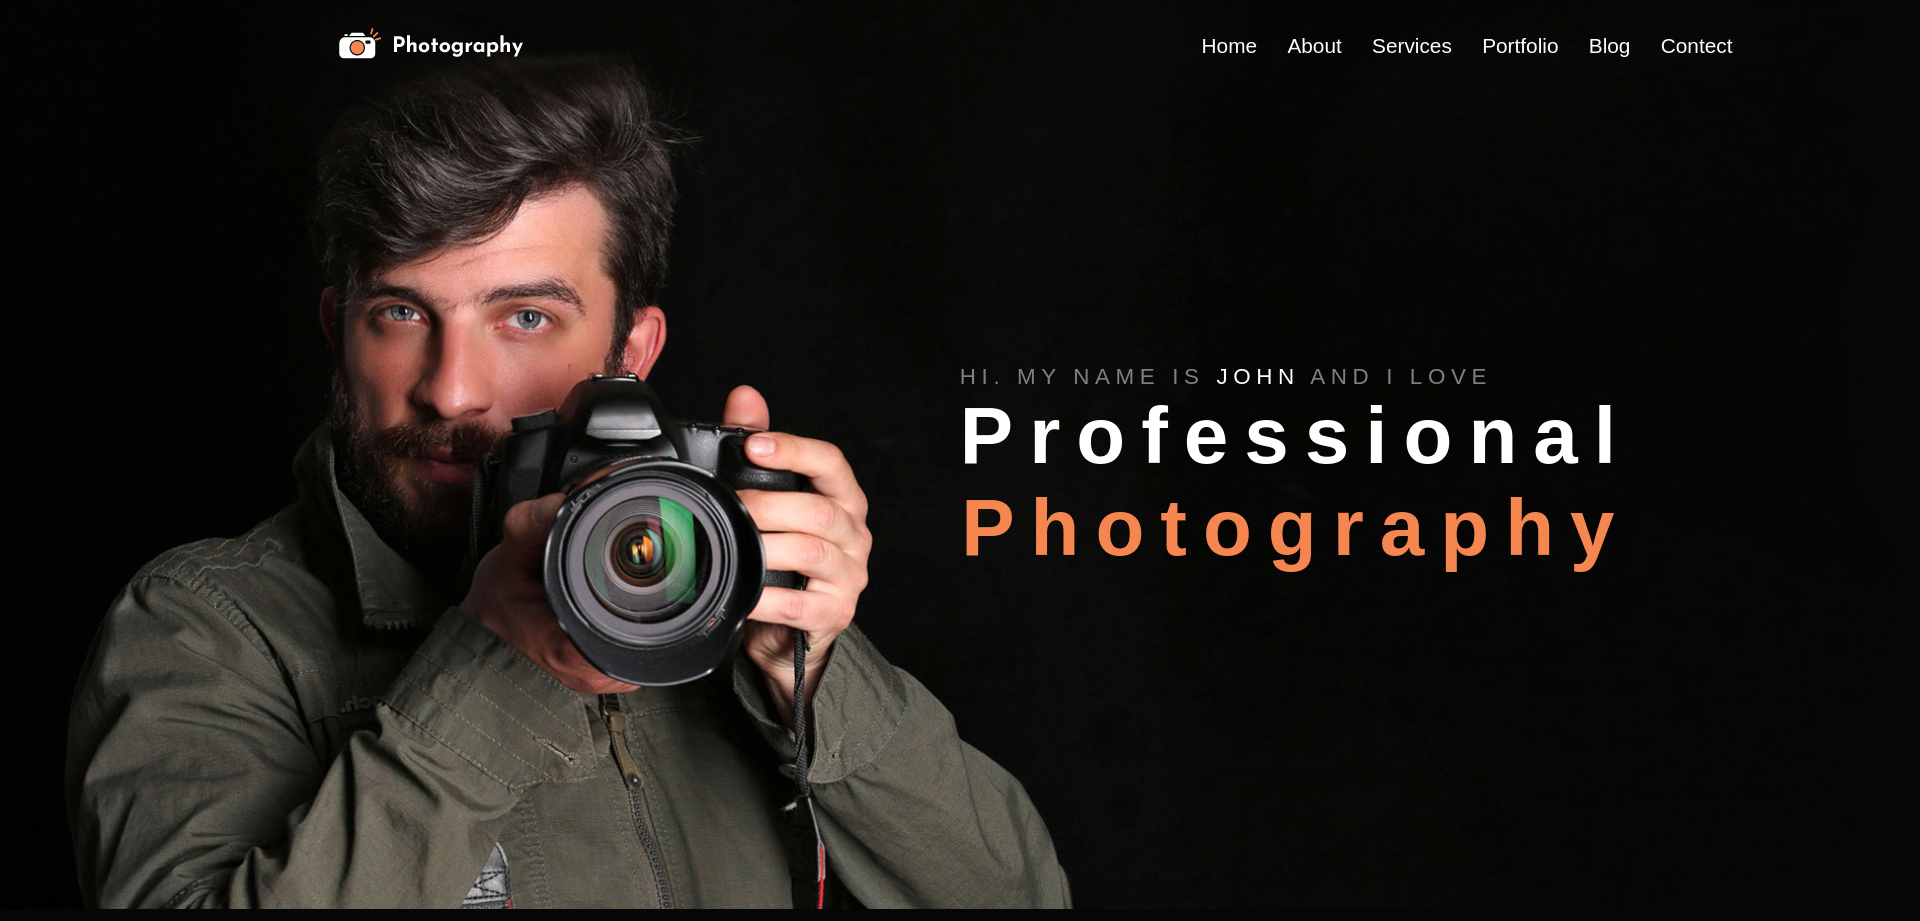 Photography
Home About Services Portfolio Blog Contect
HI. MY NAME IS JOHN AND I LOVE
Professional
Photography